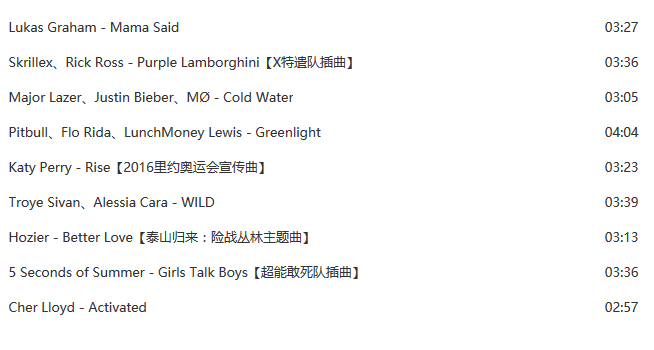 Lukas Graham - Mama Said 03:27
Skrillex、Rick Ross - Purple Lamborghini【X特遣队插曲】 03:36
Major Lazer、Justin Bieber、MØ - Cold Water 03:05
Pitbull、Flo Rida、LunchMoney Lewis - Greenlight 04:04
Katy Perry - Rise【2016里约奥运会宣传曲】 03:23
Troye Sivan、Alessia Cara - WILD 03:39
Hozier - Better Love【泰山归来：险战丛林主题曲】 03:13
5 Seconds of Summer - Girls Talk Boys【超能敢死队插曲】 03:36
Cher Lloyd - Activated 02:57